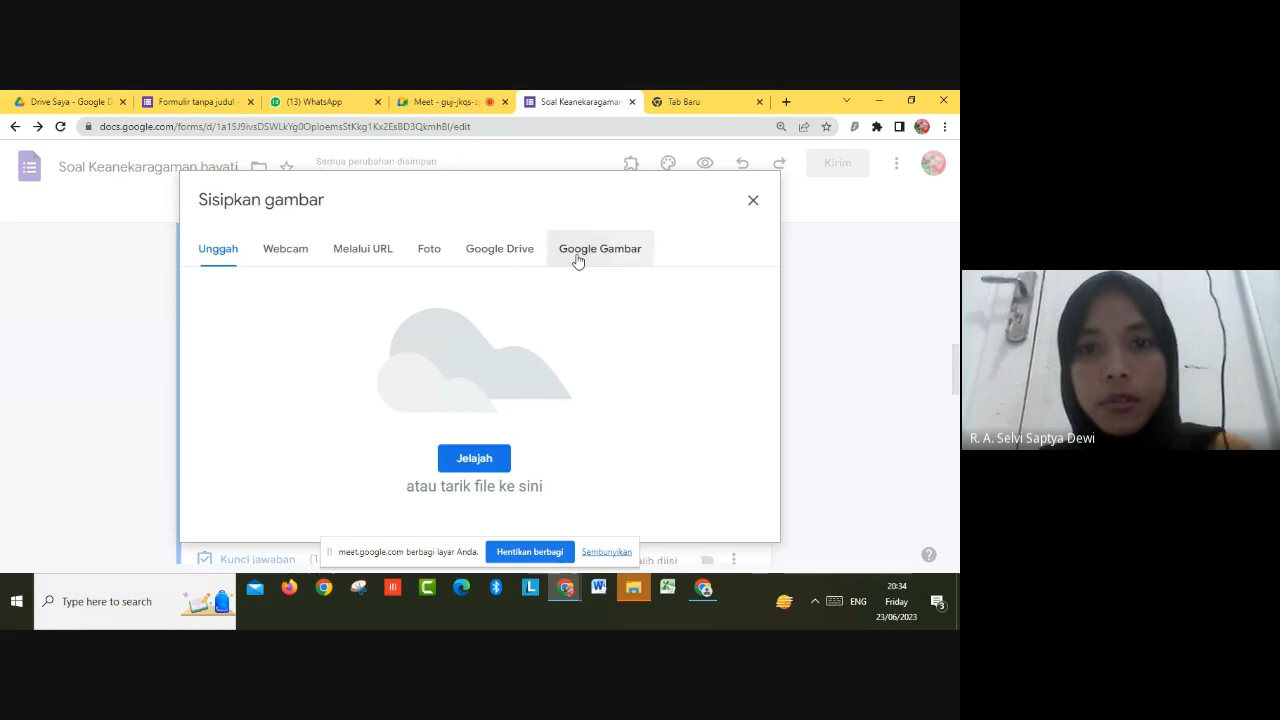 Drive Saya - Google D
Formulir tanpa judul -
(13) WhatsApp
Meet - guj-jkqs-z
Soal Keanekaragaman
Tab Baru
docs.google.com/forms/d/1a15J9ivsDSWLkYg0OploemsStKkg1Kx2EsBD3QkmhBI/edit
Soal Keanekaragaman hayati
Semua perubahan disimpan
Kirim
Sisipkan gambar
Unggah
Webcam
Melalui URL
Foto
Google Drive
Google Gambar
Jelajah
atau tarik file ke sini
R. A. Selvi Saptya Dewi
meet.google.com berbagi layar Anda.
Hentikan berbagi
Sembunyikan
Kunci jawaban
Type here to search
ENG
20:34
Friday
23/06/2023
3